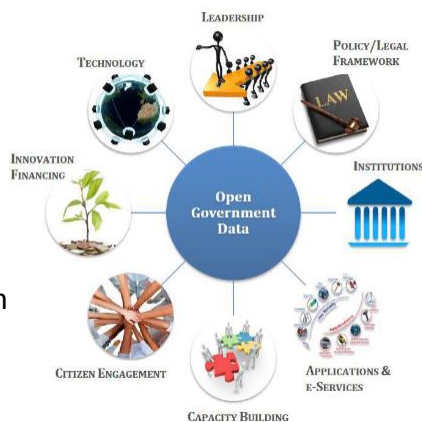 LEADERSHIP
TECHNOLOGY
POLICY/LEGAL
FRAMEWORK
LAW
INNOVATION
FINANCING
INSTITUTIONS
Open
Government
Data
n
CITIZEN ENGAGEMENT
APPLICATIONS &
E-SERVICES
CAPACITY BUILDING